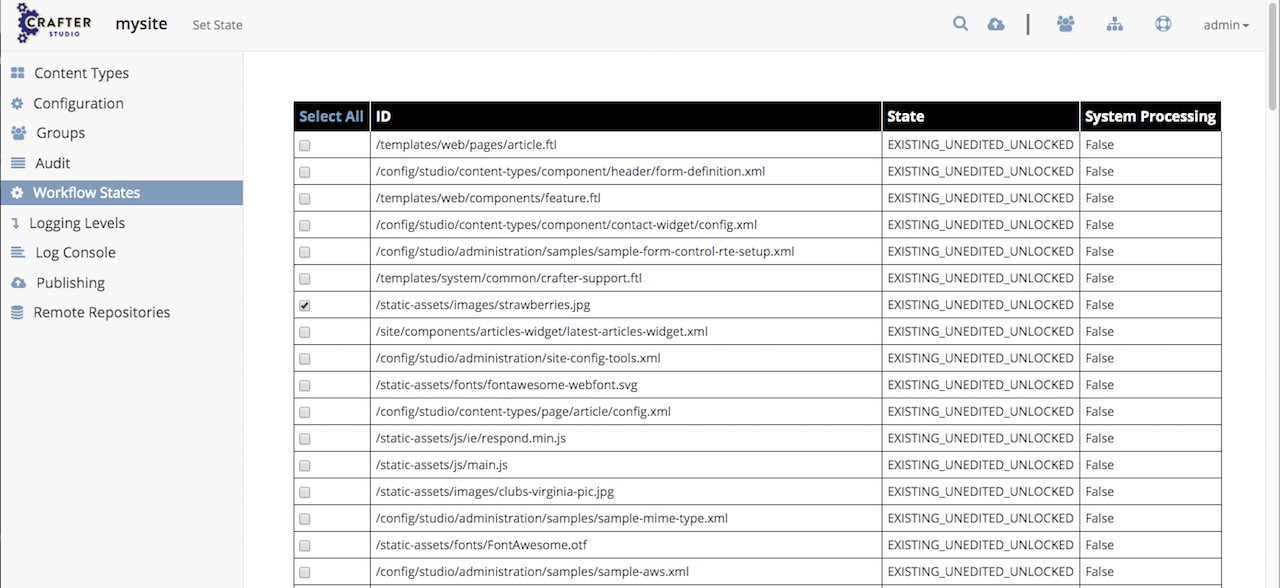 CRAFTER STUDIO mysite Set State admin
Content Types
Configuration
Groups
Audit
Workflow States
Logging Levels
Log Console
Publishing
Remote Repositories
Select All ID State System Processing
/templates/web/pages/article.ftl EXISTING_UNEDITED_UNLOCKED False
/config/studio/content-types/component/header/form-definition.xml EXISTING_UNEDITED_UNLOCKED False
/templates/web/components/feature.ftl EXISTING_UNEDITED_UNLOCKED False
/config/studio/content-types/component/contact-widget/config.xml EXISTING_UNEDITED_UNLOCKED False
/config/studio/administration/samples/sample-form-control-rte-setup.xml EXISTING_UNEDITED_UNLOCKED False
/templates/system/common/crafter-support.ftl EXISTING_UNEDITED_UNLOCKED False
/static-assets/images/strawberries.jpg EXISTING_UNEDITED_UNLOCKED False
/site/components/articles-widget/latest-articles-widget.xml EXISTING_UNEDITED_UNLOCKED False
/config/studio/administration/site-config-tools.xml EXISTING_UNEDITED_UNLOCKED False
/static-assets/fonts/fontawesome-webfont.svg EXISTING_UNEDITED_UNLOCKED False
/config/studio/content-types/page/article/config.xml EXISTING_UNEDITED_UNLOCKED False
/static-assets/js/ie/respond.min.js EXISTING_UNEDITED_UNLOCKED False
/static-assets/js/main.js EXISTING_UNEDITED_UNLOCKED False
/static-assets/images/clubs-virginia-pic.jpg EXISTING_UNEDITED_UNLOCKED False
/config/studio/administration/samples/sample-mime-type.xml EXISTING_UNEDITED_UNLOCKED False
/static-assets/fonts/FontAwesome.otf EXISTING_UNEDITED_UNLOCKED False
/config/studio/administration/samples/sample-aws.xml EXISTING_UNEDITED_UNLOCKED False